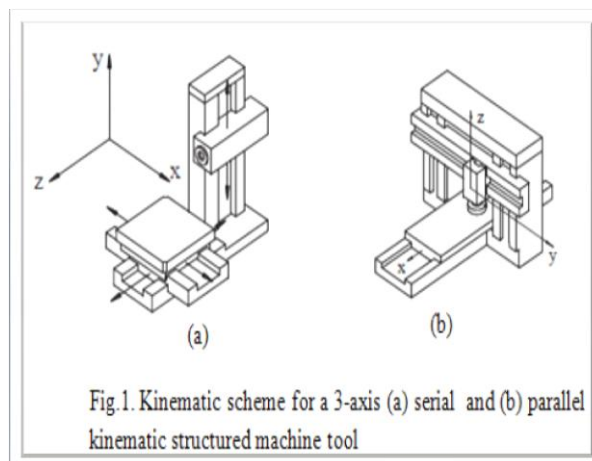 y
z
x
(a)
z
y
x
(b)
Fig.1. Kinematic scheme for a 3-axis (a) serial and (b) parallel
kinematic structured machine tool